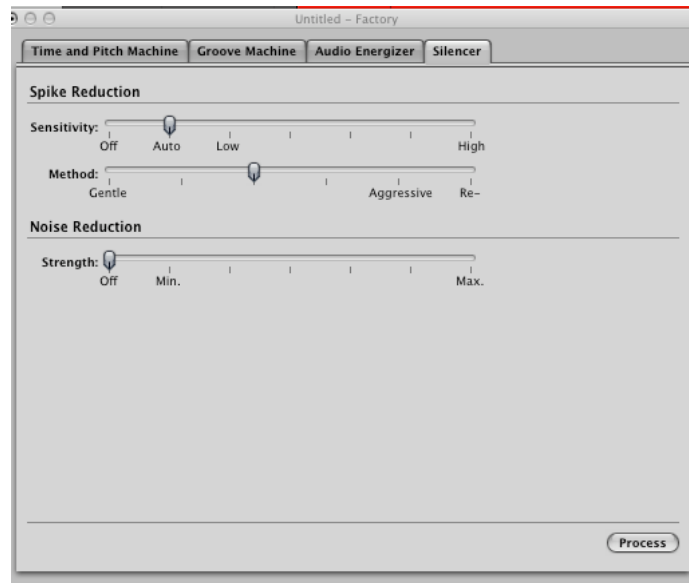 Untitled – Factory
Time and Pitch Machine Groove Machine Audio Energizer Silencer
Spike Reduction
Sensitivity:
Off Auto Low High
Method:
Gentle Aggressive Re–
Noise Reduction
Strength:
Off Min. Max.
Process